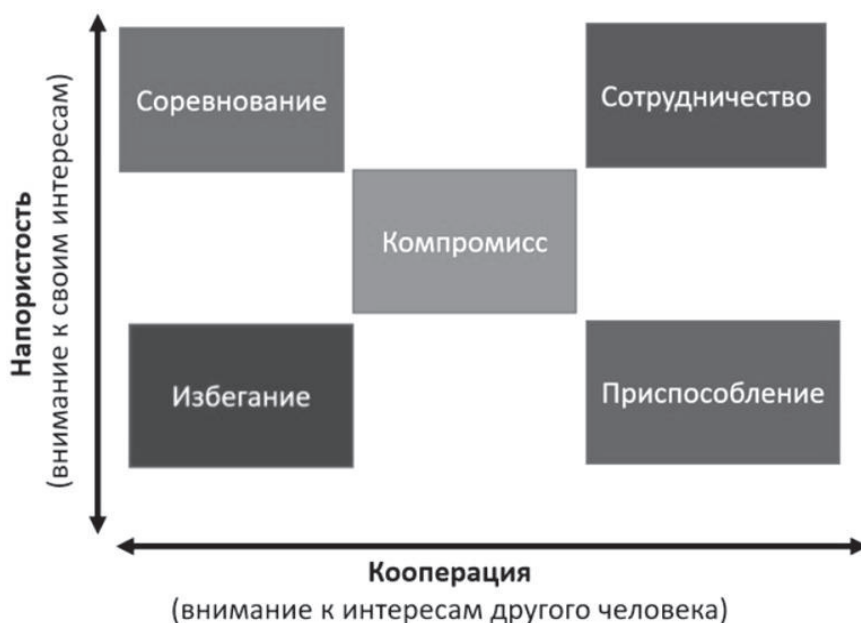 Соревнование
Сотрудничество
Компромисс
Избегание
Приспособление
Напористость
(внимание к своим интересам)
Кооперация
(внимание к интересам другого человека)